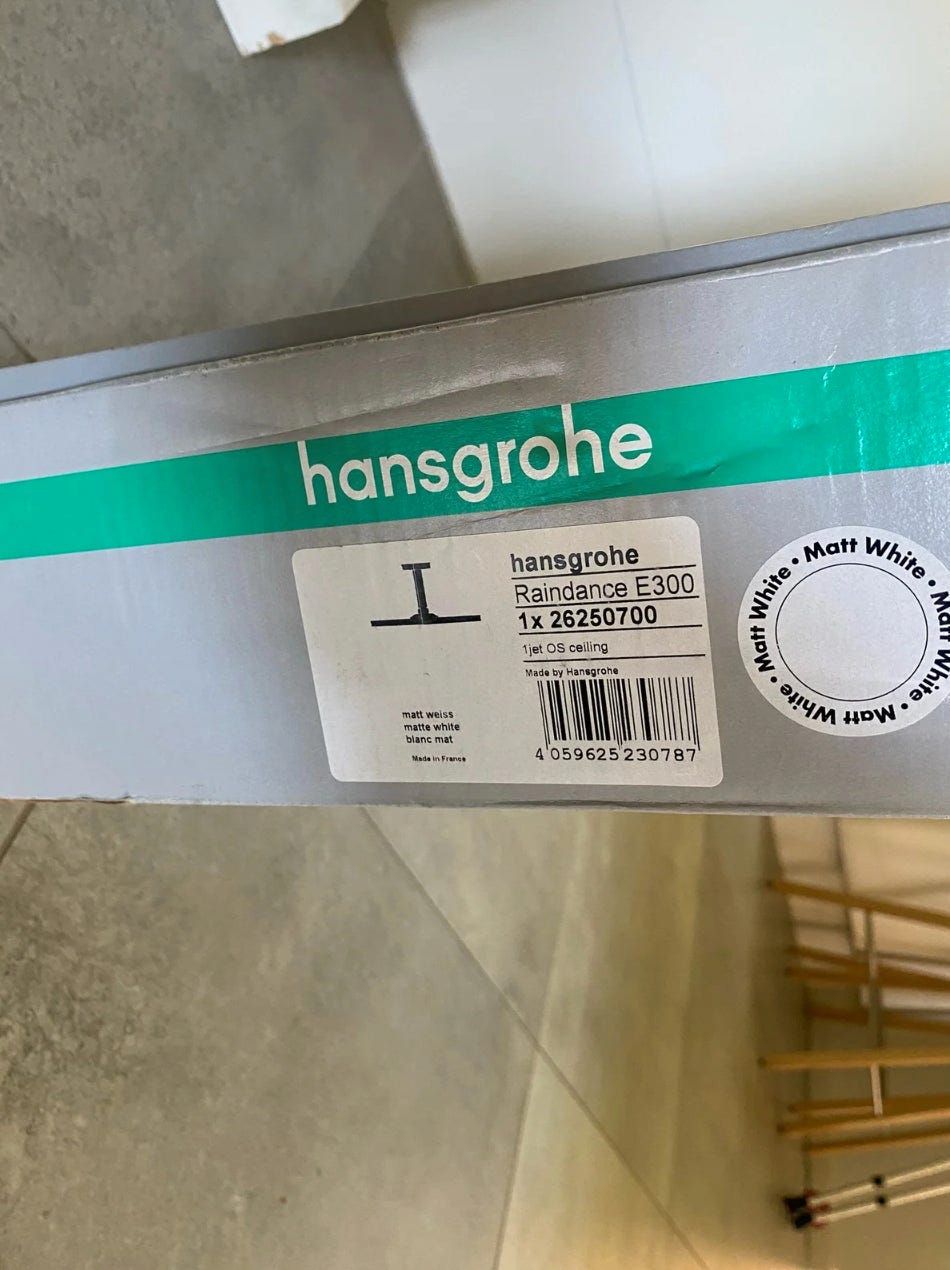 hansgrohe
hansgrohe
Raindance E300
1x 26250700
1jet OS ceiling
Made by Hansgrohe
matt weiss
matte white
blanc mat
Made in France
4 059625 230787
Matt White • Matt White • Matt White • Matt White •